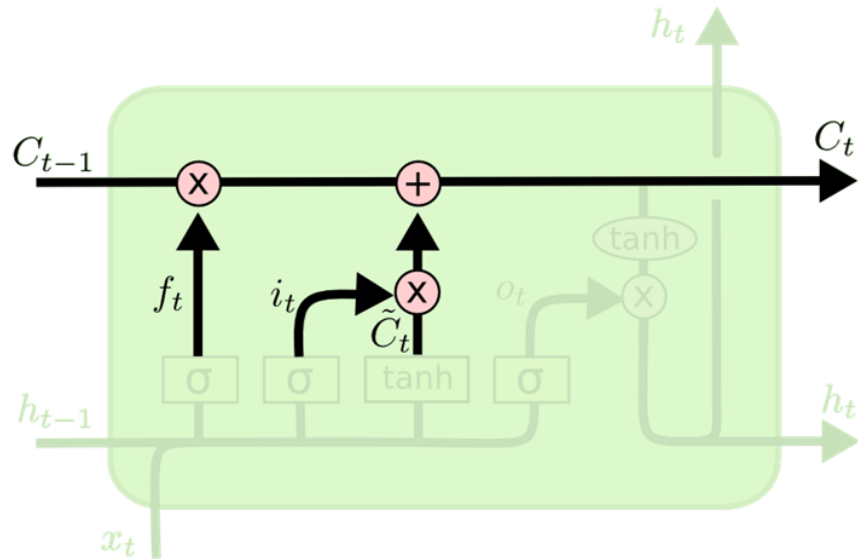 h_t
C_{t-1}
C_t
x
+
tanh
f_t
i_t
x
o_t
x
C̃_t
σ
σ
tanh
σ
h_{t-1}
h_t
x_t